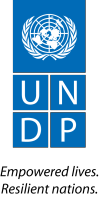 U N
D P
Empowered lives.
Resilient nations.